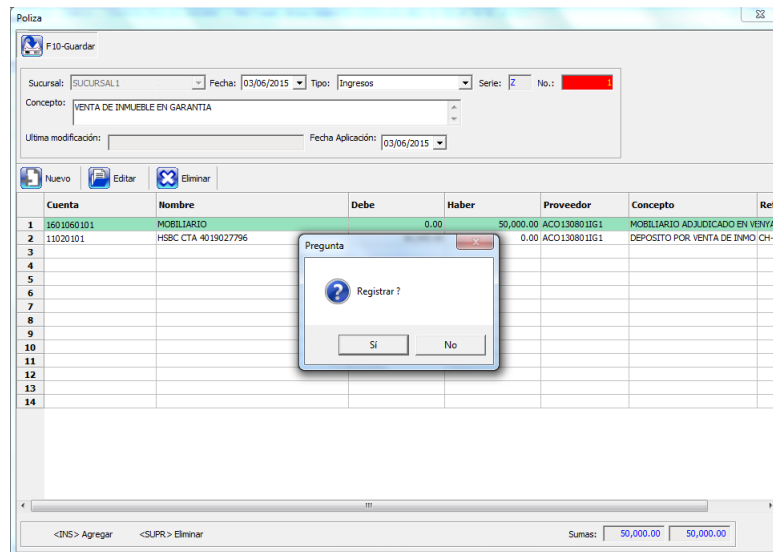 Poliza
F10-Guardar
Sucursal: SUCURSAL1 Fecha: 03/06/2015 Tipo: Ingresos Serie: Z No.: 1
Concepto: VENTA DE INMUEBLE EN GARANTIA
Ultima modificación: Fecha Aplicación: 03/06/2015
Nuevo Editar Eliminar
Cuenta Nombre Debe Haber Proveedor Concepto Ref
1 1601060101 MOBILIARIO 0.00 50,000.00 ACO130801IG1 MOBILIARIO ADJUDICADO EN VENYA
2 11020101 HSBC CTA 4019027796 0.00 ACO130801IG1 DEPOSITO POR VENTA DE INMO CH-
3
4
5
6
7
8
9
10
11
12
13
14
Pregunta
Registrar ?
Sí No
<INS> Agregar <SUPR> Eliminar Sumas: 50,000.00 50,000.00